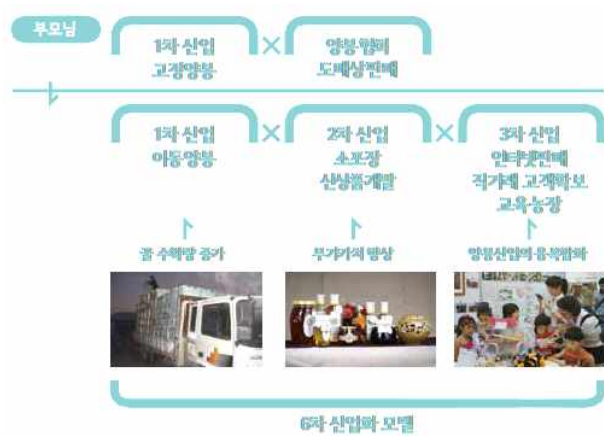 부모님
1차 산업
고정양봉
×
양봉협회
도매상판매
1차 산업
이동양봉
×
2차 산업
소포장
신상품개발
×
3차 산업
인터넷판매
직거래 고객확보
교육농장
꿀 수확량 증가
부가가치 향상
양봉산업의 융복합화
6차 산업화 모델